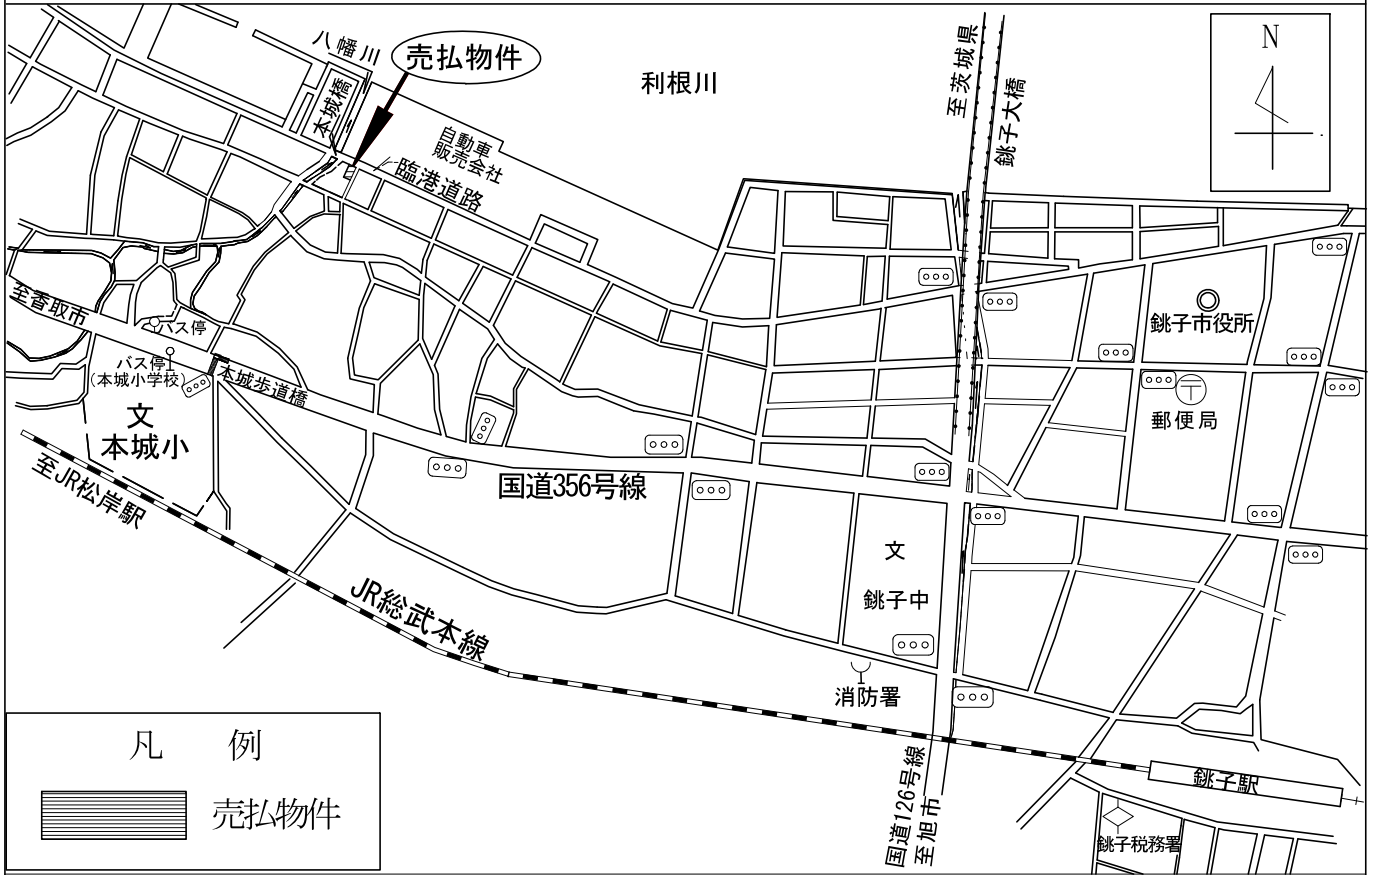 八幡川
売払物件
利根川
至茨城県
銚子大橋
N
本城橋
自動車
販売会社
臨港道路
至香取市
バス停
バス停
（本城小学校）
本城歩道橋
文
本城小
至JR松岸駅
国道356号線
銚子市役所
郵便局
文
銚子中
JR総武本線
消防署
国道126号線
至旭市
銚子駅
銚子税務署
凡 例
売払物件